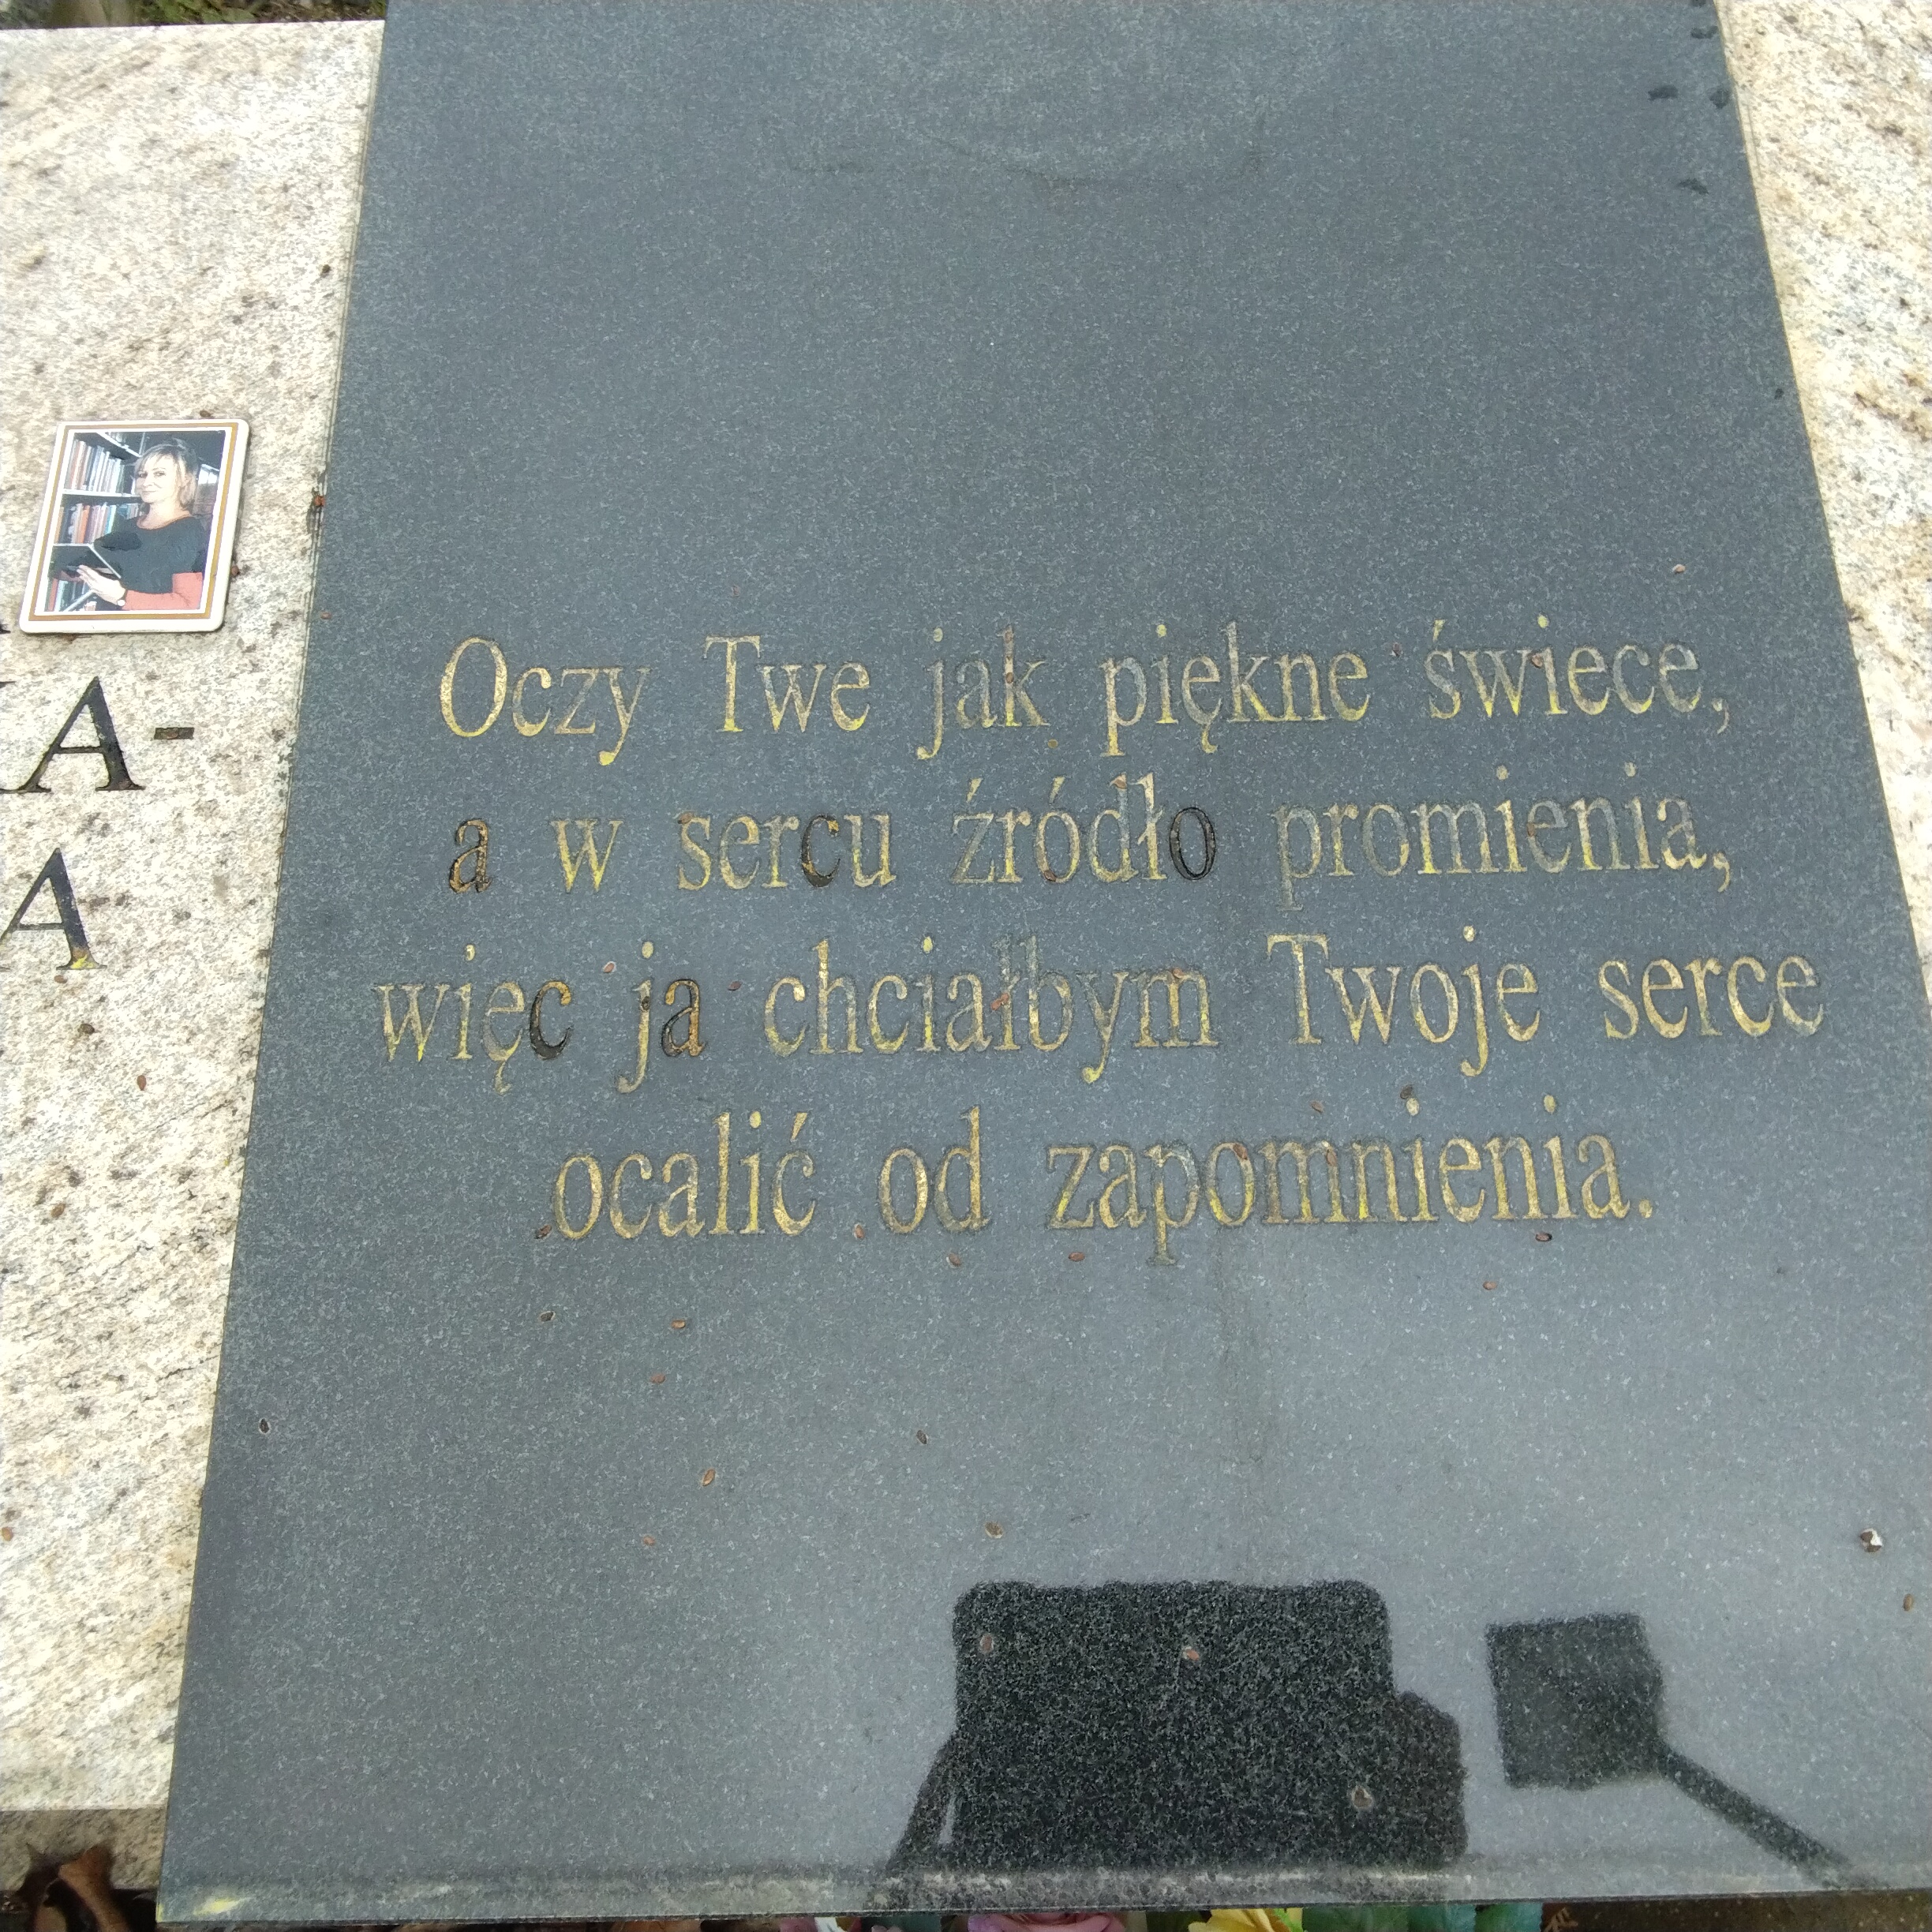 A-
A
Oczy Twe jak piękne świece,
a w sercu źródło promienia,
więc ja chciałbym Twoje serce
ocalić od zapomnienia.